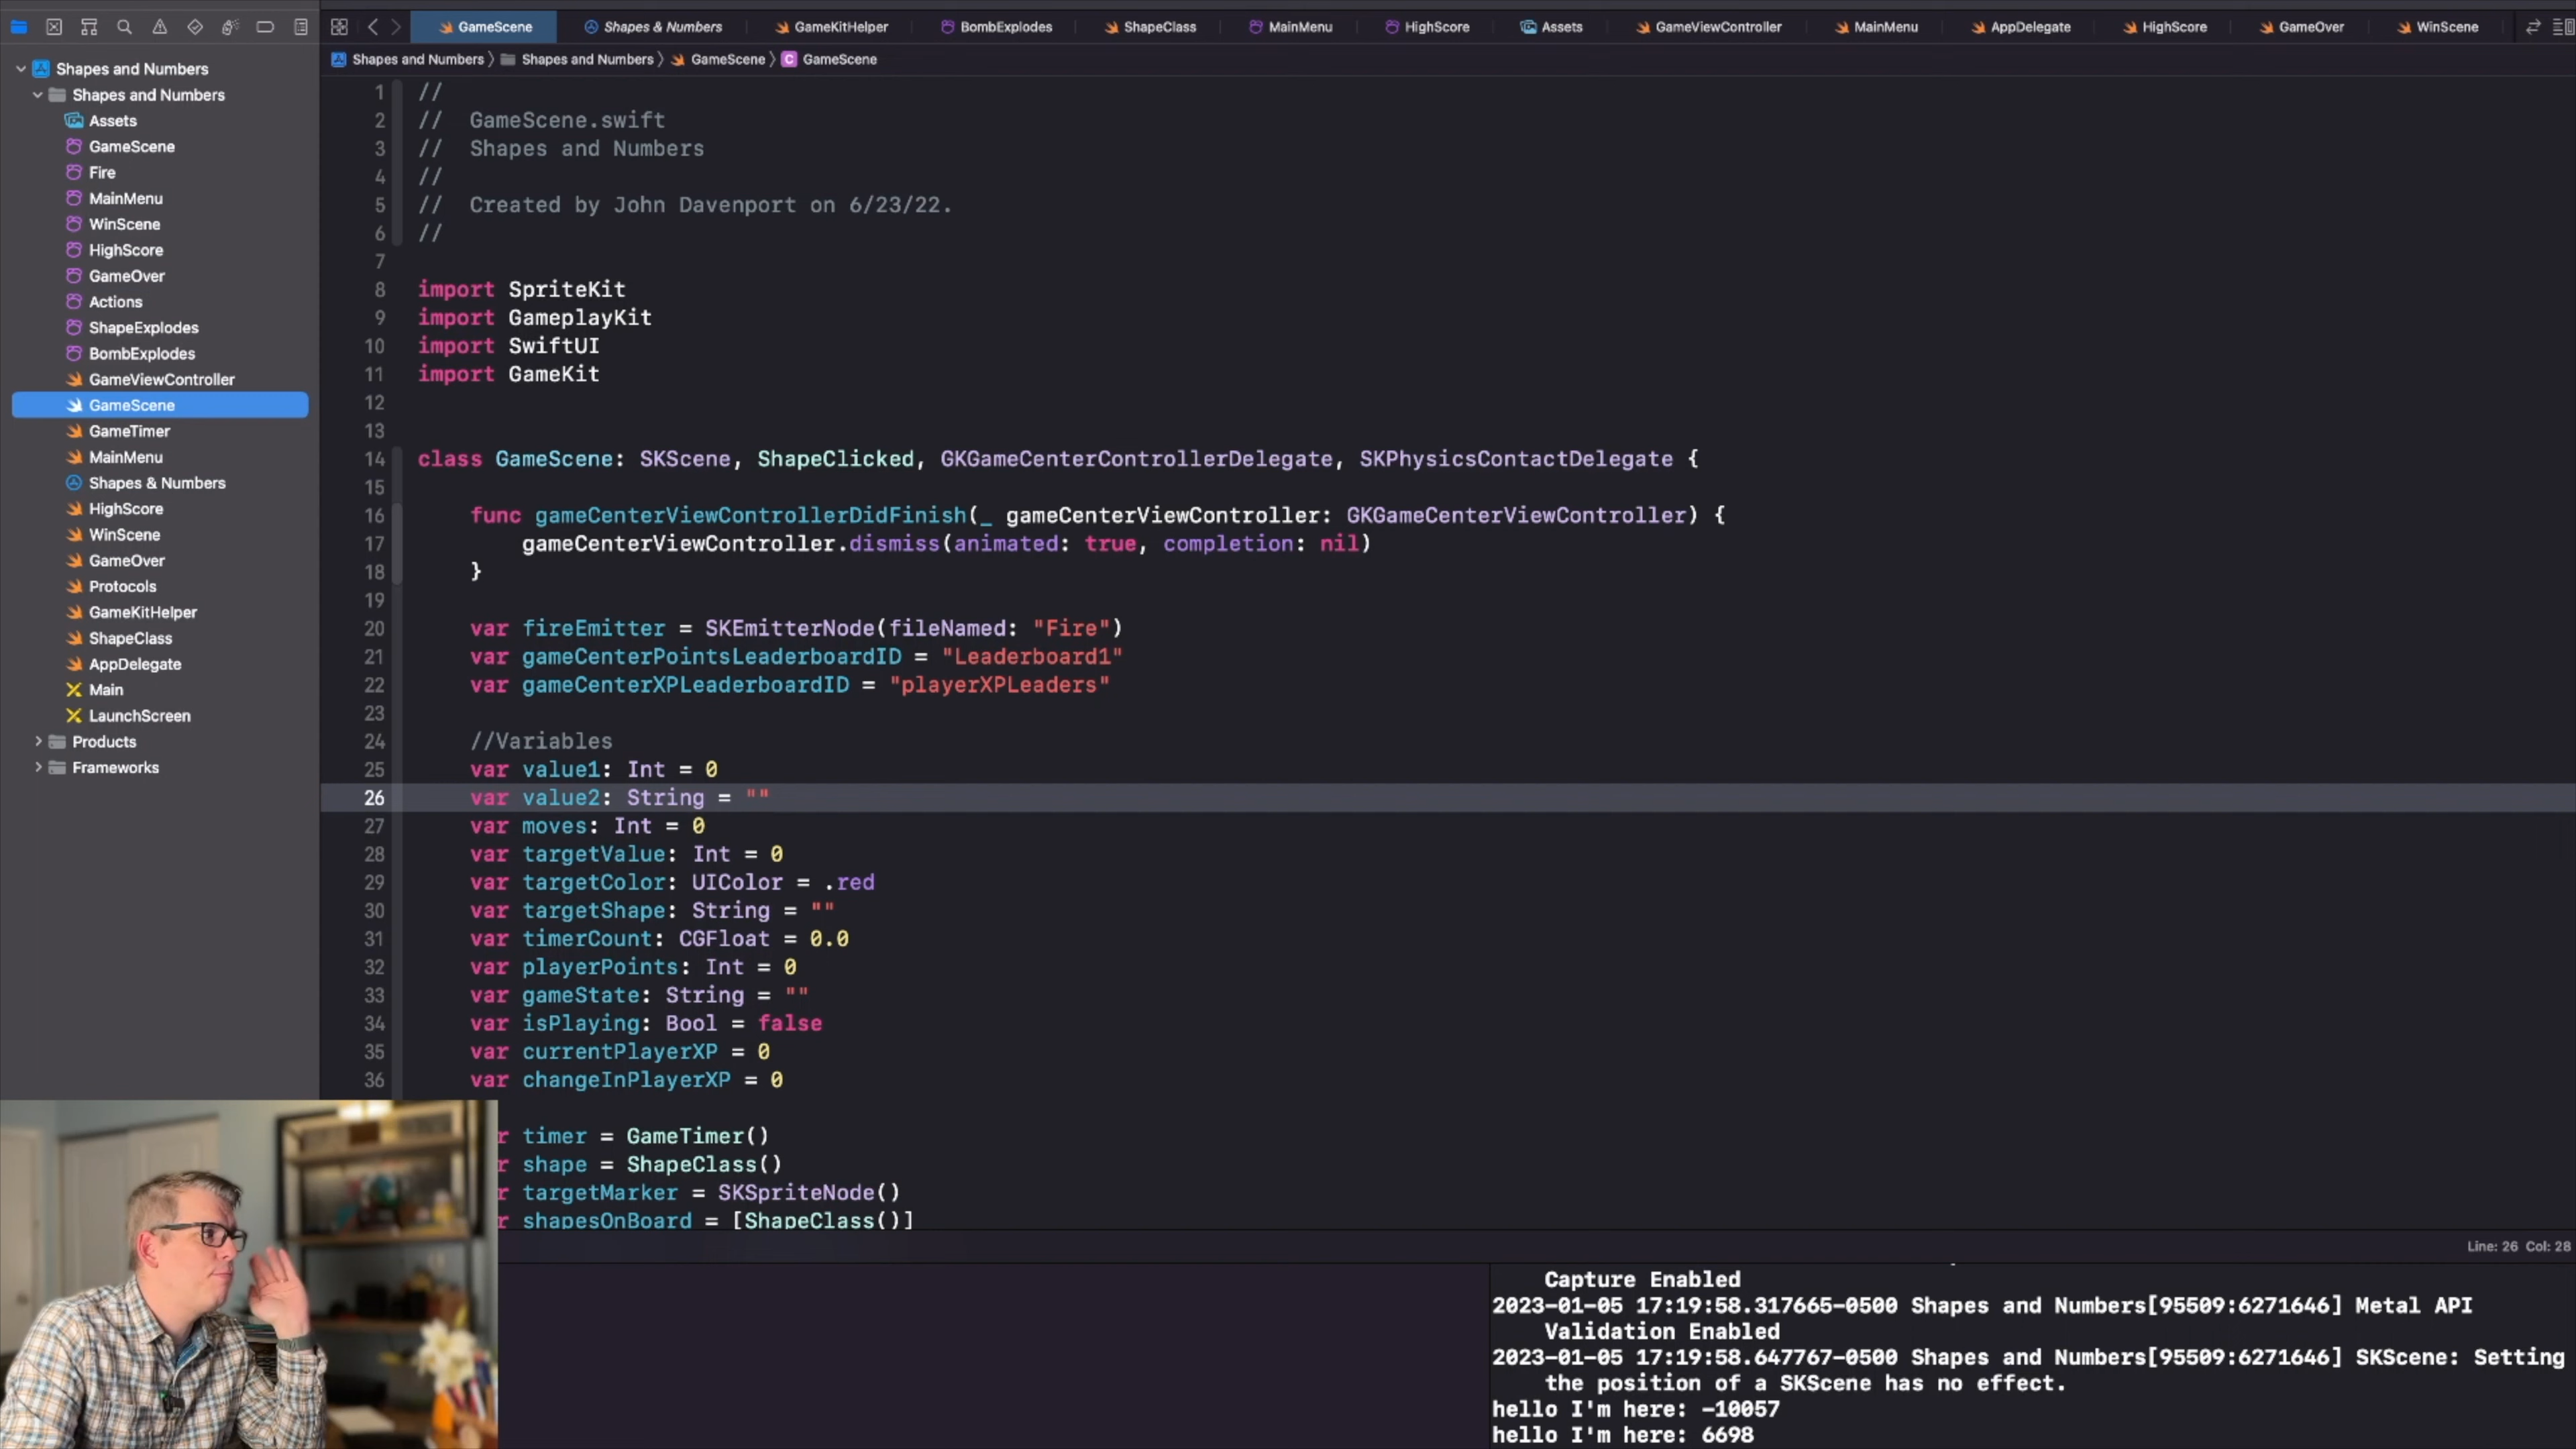 GameScene
Shapes & Numbers
GameKitHelper
BombExplodes
ShapeClass
MainMenu
HighScore
Assets
GameViewController
MainMenu
AppDelegate
HighScore
GameOver
WinScene
Shapes and Numbers
Shapes and Numbers
Assets
GameScene
Fire
MainMenu
WinScene
HighScore
GameOver
Actions
ShapeExplodes
BombExplodes
GameViewController
GameScene
GameTimer
MainMenu
Shapes & Numbers
HighScore
WinScene
GameOver
Protocols
GameKitHelper
ShapeClass
AppDelegate
Main
LaunchScreen
Products
Frameworks
Shapes and Numbers 〉 Shapes and Numbers 〉 GameScene 〉 C GameScene
1 //
2 //  GameScene.swift
3 //  Shapes and Numbers
4 //
5 //  Created by John Davenport on 6/23/22.
6 //
7
8 import SpriteKit
9 import GameplayKit
10 import SwiftUI
11 import GameKit
12
13
14 class GameScene: SKScene, ShapeClicked, GKGameCenterControllerDelegate, SKPhysicsContactDelegate {
15
16 func gameCenterViewControllerDidFinish(_ gameCenterViewController: GKGameCenterViewController) {
17 gameCenterViewController.dismiss(animated: true, completion: nil)
18 }
19
20 var fireEmitter = SKEmitterNode(fileNamed: "Fire")
21 var gameCenterPointsLeaderboardID = "Leaderboard1"
22 var gameCenterXPLeaderboardID = "playerXPLeaders"
23
24 //Variables
25 var value1: Int = 0
26 var value2: String = ""
27 var moves: Int = 0
28 var targetValue: Int = 0
29 var targetColor: UIColor = .red
30 var targetShape: String = ""
31 var timerCount: CGFloat = 0.0
32 var playerPoints: Int = 0
33 var gameState: String = ""
34 var isPlaying: Bool = false
35 var currentPlayerXP = 0
36 var changeInPlayerXP = 0
r timer = GameTimer()
r shape = ShapeClass()
r targetMarker = SKSpriteNode()
r shapesOnBoard = [ShapeClass()]
Line: 26 Col: 28
Capture Enabled
2023-01-05 17:19:58.317665-0500 Shapes and Numbers[95509:6271646] Metal API
Validation Enabled
2023-01-05 17:19:58.647767-0500 Shapes and Numbers[95509:6271646] SKScene: Setting
the position of a SKScene has no effect.
hello I'm here: -10057
hello I'm here: 6698